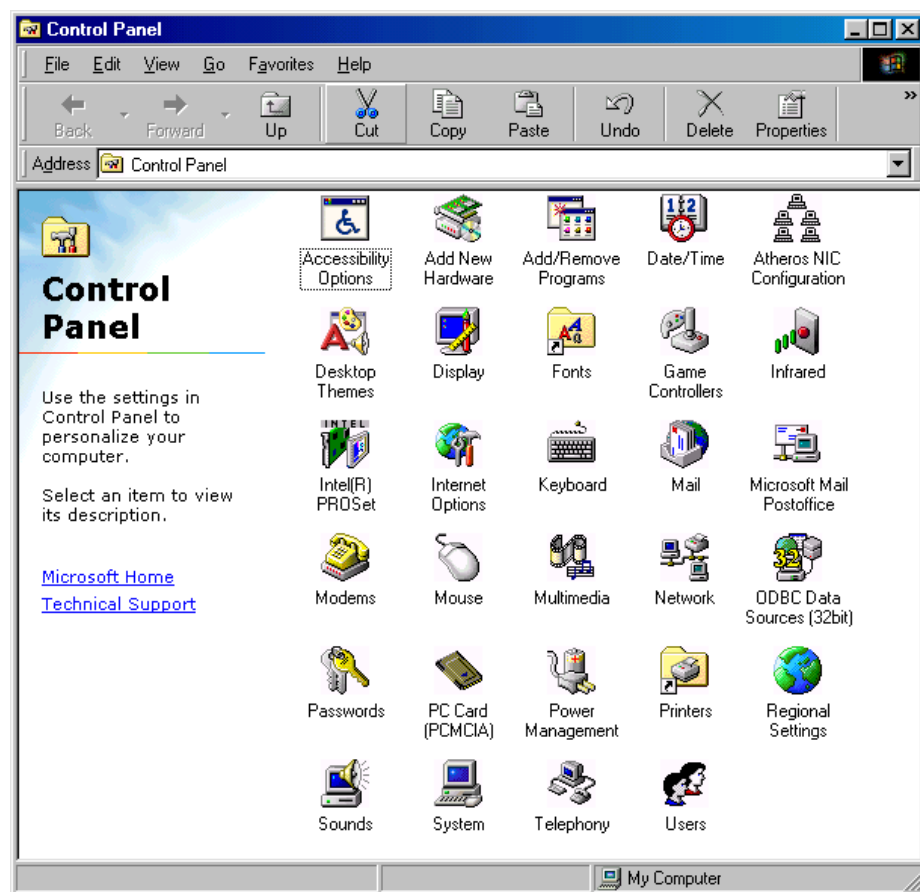 Control Panel
File Edit View Go Favorites Help
Back Forward Up Cut Copy Paste Undo Delete Properties »
Address Control Panel
Control
Panel
Use the settings in
Control Panel to
personalize your
computer.
Select an item to view
its description.
Microsoft Home
Technical Support
Accessibility
Options
Add New
Hardware
Add/Remove
Programs
Date/Time
Atheros NIC
Configuration
Desktop
Themes
Display
Fonts
Game
Controllers
Infrared
INTEL
Intel(R)
PROSet
Internet
Options
Keyboard
Mail
Microsoft Mail
Postoffice
Modems
Mouse
Multimedia
Network
32
ODBC Data
Sources (32bit)
Passwords
PC Card
(PCMCIA)
Power
Management
Printers
Regional
Settings
Sounds
System
Telephony
Users
My Computer